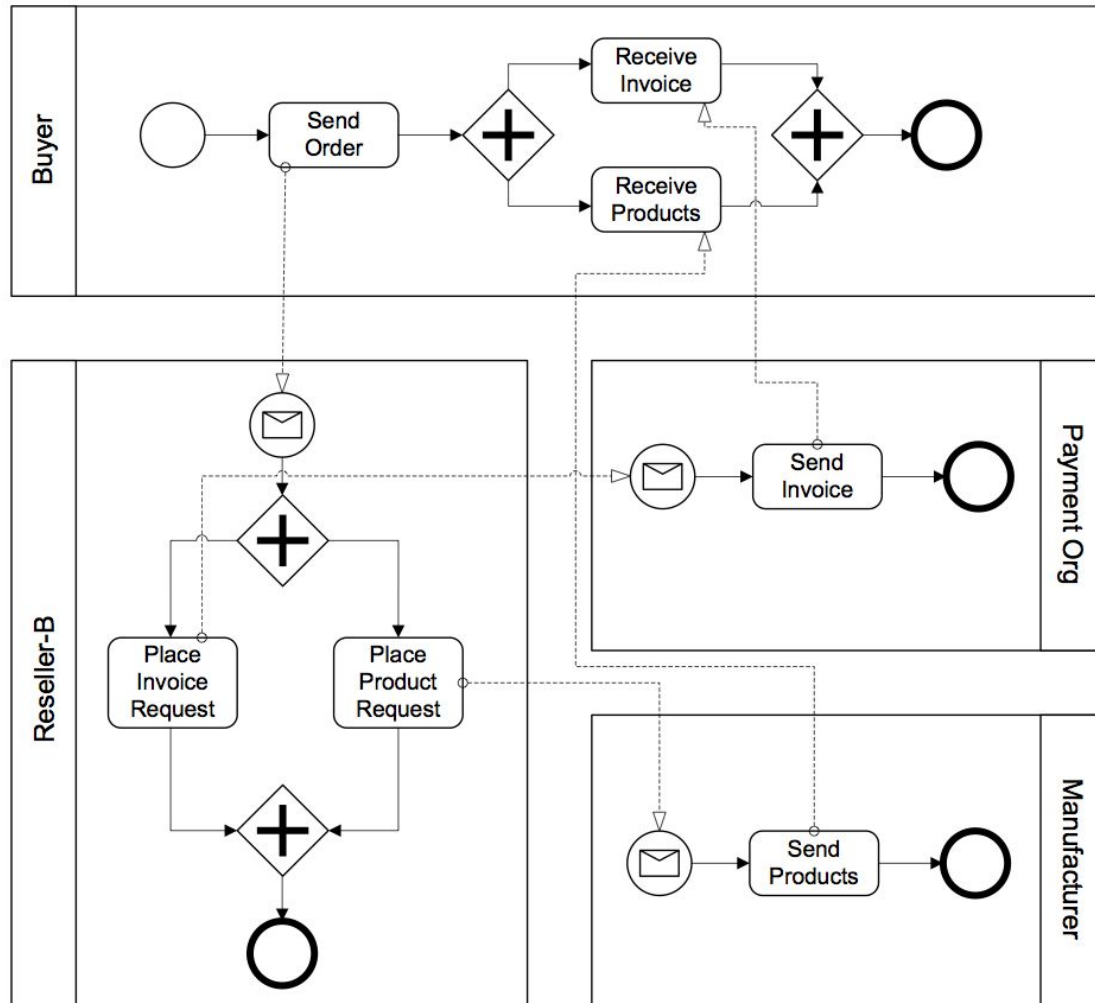 Buyer
Send
Order
Receive
Invoice
Receive
Products
Reseller-B
Place
Invoice
Request
Place
Product
Request
Payment Org
Send
Invoice
Manufacturer
Send
Products